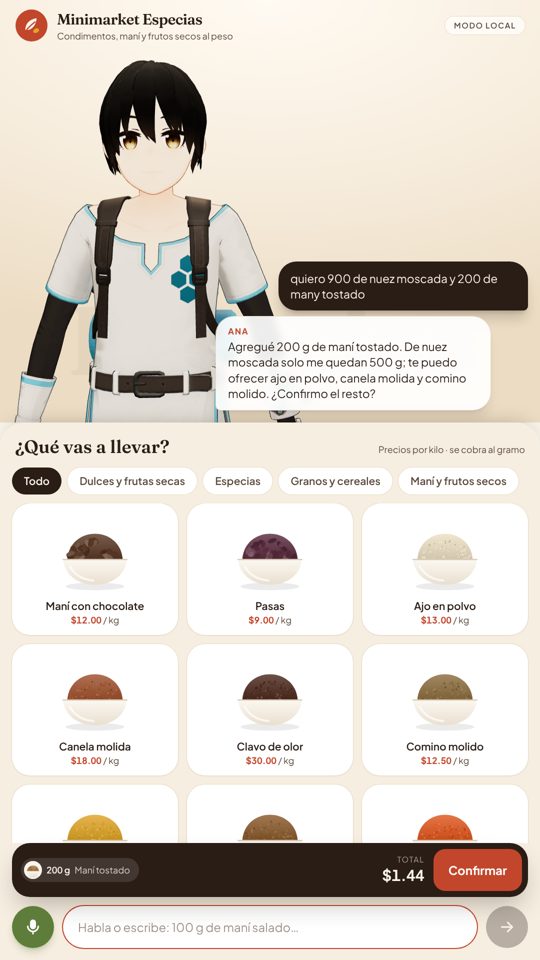 Minimarket Especias
Condimentos, maní y frutos secos al peso
MODO LOCAL
quiero 900 de nuez moscada y 200 de
many tostado
ANA
Agregué 200 g de maní tostado. De nuez
moscada solo me quedan 500 g; te puedo
ofrecer ajo en polvo, canela molida y comino
molido. ¿Confirmo el resto?
¿Qué vas a llevar?
Precios por kilo · se cobra al gramo
Todo
Dulces y frutas secas
Especias
Granos y cereales
Maní y frutos secos
Maní con chocolate
$12.00 / kg
Pasas
$9.00 / kg
Ajo en polvo
$13.00 / kg
Canela molida
$18.00 / kg
Clavo de olor
$30.00 / kg
Comino molido
$12.50 / kg
200 g Maní tostado
TOTAL
$1.44
Confirmar
Habla o escribe: 100 g de maní salado...